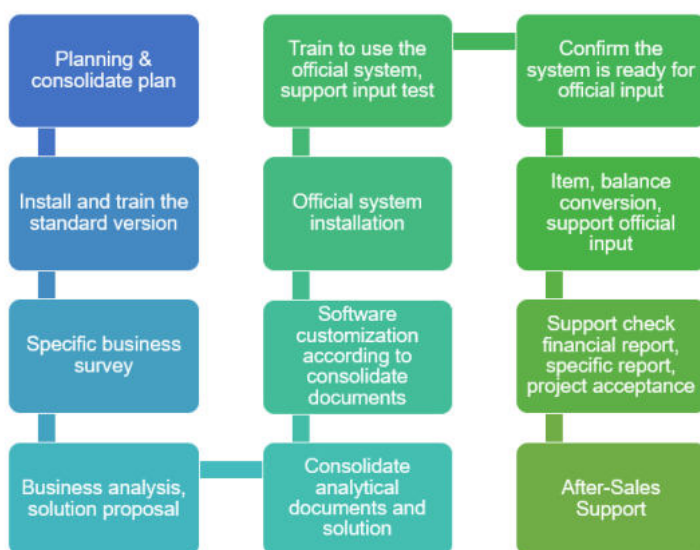 Planning &
consolidate plan
Install and train the
standard version
Specific business
survey
Business analysis,
solution proposal
Consolidate
analytical
documents and
solution
Software
customization
according to
consolidate
documents
Official system
installation
Train to use the
official system,
support input test
Confirm the
system is ready for
official input
Item, balance
conversion,
support official
input
Support check
financial report,
specific report,
project acceptance
After-Sales
Support